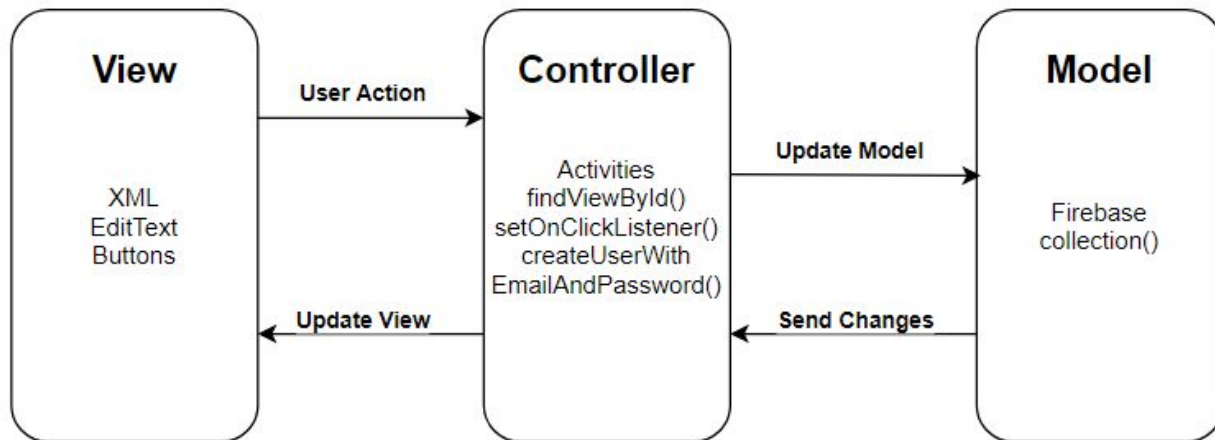 View
XML
EditText
Buttons
User Action
Update View
Controller
Activities
findViewById()
setOnClickListener()
createUserWith
EmailAndPassword()
Update Model
Send Changes
Model
Firebase
collection()